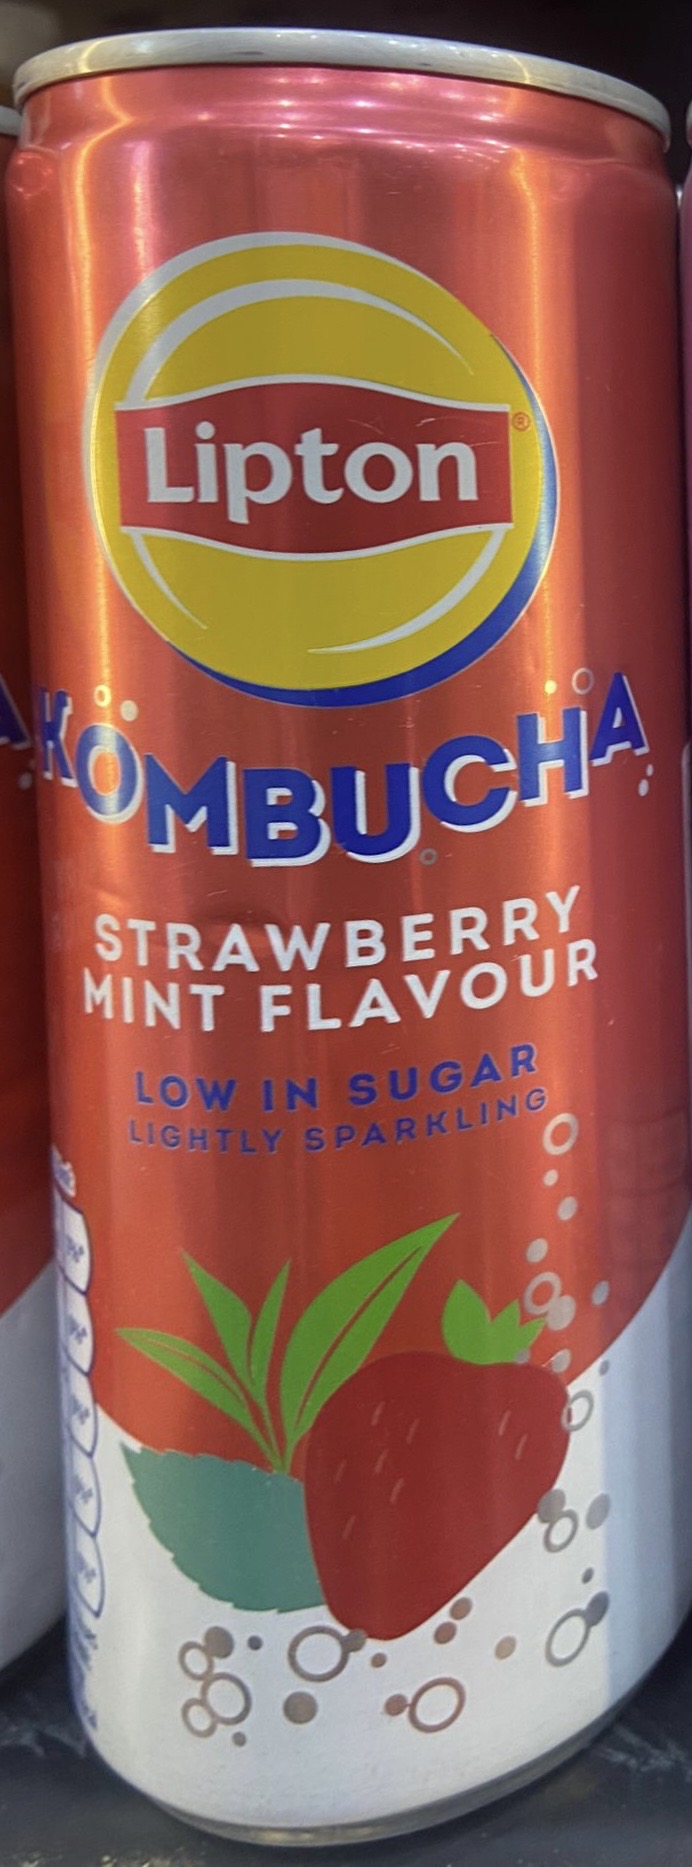 Lipton®
KOMBUCHA
STRAWBERRY
MINT FLAVOUR
LOW IN SUGAR
LIGHTLY SPARKLING